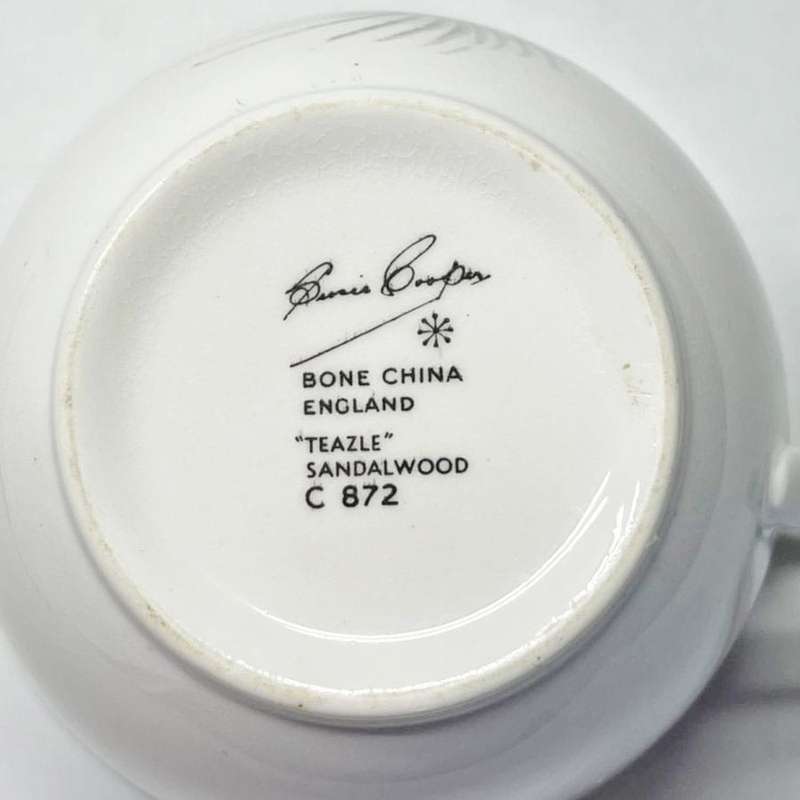 Susie Cooper
BONE CHINA
ENGLAND
"TEAZLE"
SANDALWOOD
C 872